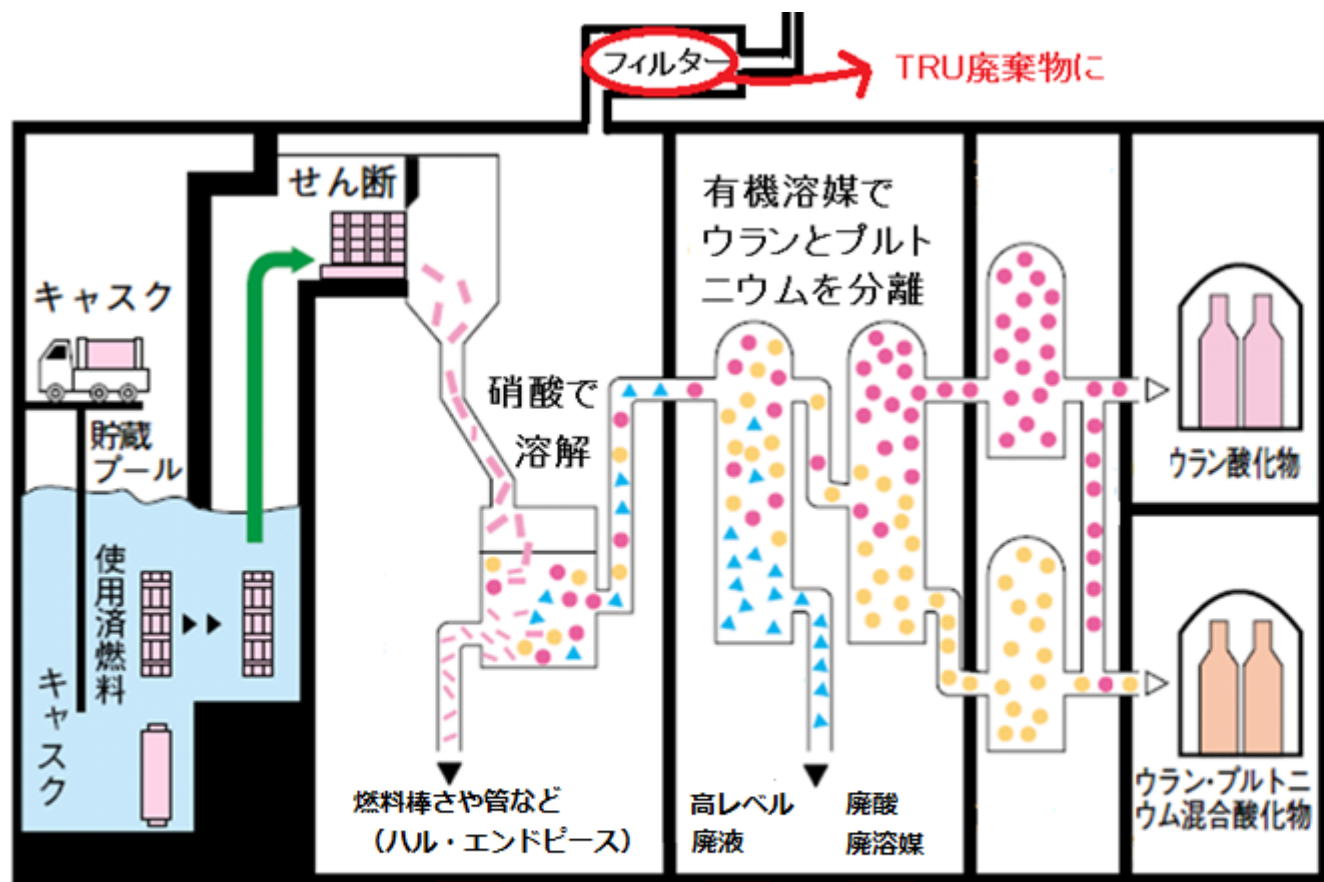 フィルター
TRU廃棄物に
せん断
キャスク
貯蔵
プール
使用済燃料
キャスク
硝酸で
溶解
燃料棒さや管など
（ハル・エンドピース）
有機溶媒で
ウランとプルト
ニウムを分離
高レベル
廃液
廃酸
廃溶媒
ウラン酸化物
ウラン・プルトニ
ウム混合酸化物